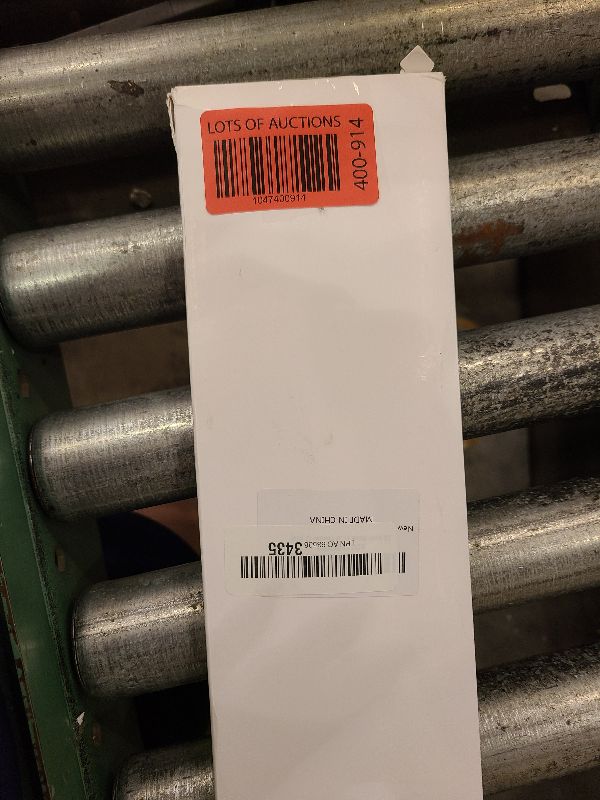 LOTS OF AUCTIONS
400-914
1047400914
MADE IN CHINA
New
3435